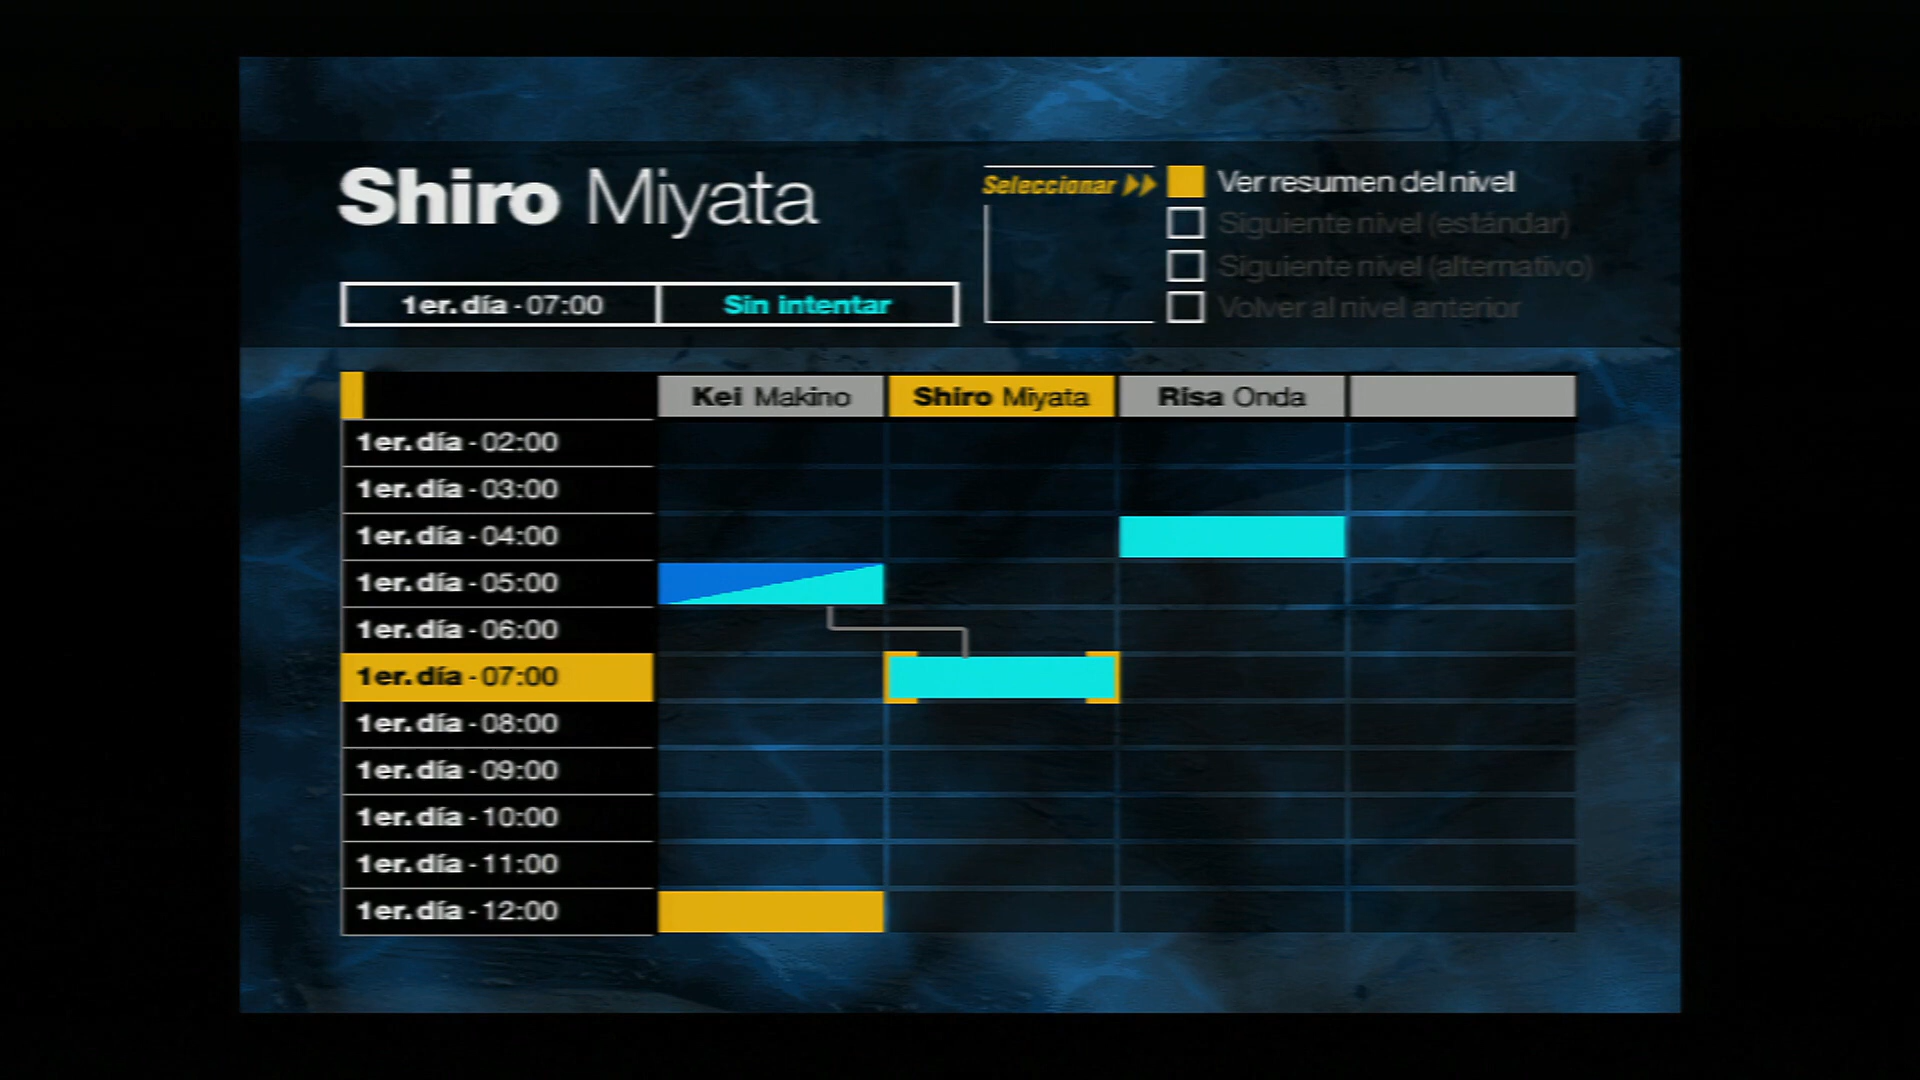 Shiro Miyata
1er. día - 07:00 Sin intentar
Seleccionar
Ver resumen del nivel
Siguiente nivel (estándar)
Siguiente nivel (alternativo)
Volver al nivel anterior
Kei Makino Shiro Miyata Risa Onda
1er. día - 02:00
1er. día - 03:00
1er. día - 04:00
1er. día - 05:00
1er. día - 06:00
1er. día - 07:00
1er. día - 08:00
1er. día - 09:00
1er. día - 10:00
1er. día - 11:00
1er. día - 12:00